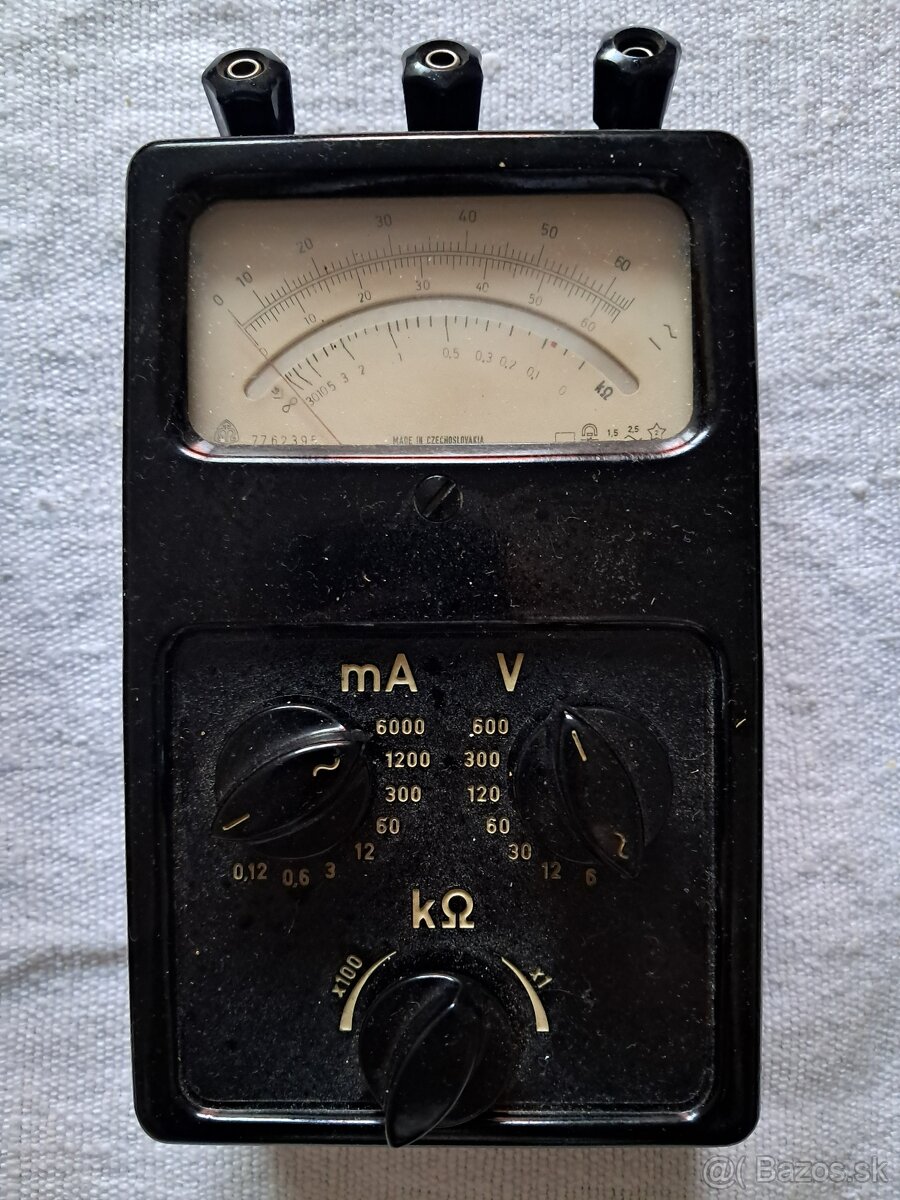 0 10 20 30 40 50 60
0 10 20 30 40 50 60
∞ 30 10 5 3 2 1 0,5 0,3 0,2 0,1 0 kΩ
776239
MADE IN CZECHOSLOVAKIA
1,5 2,5 2
mA V
6000 600
1200 300
300 120
60 60
12 30
0,12 0,6 3 12 6
kΩ
x100 x1
@( Bazos.sk